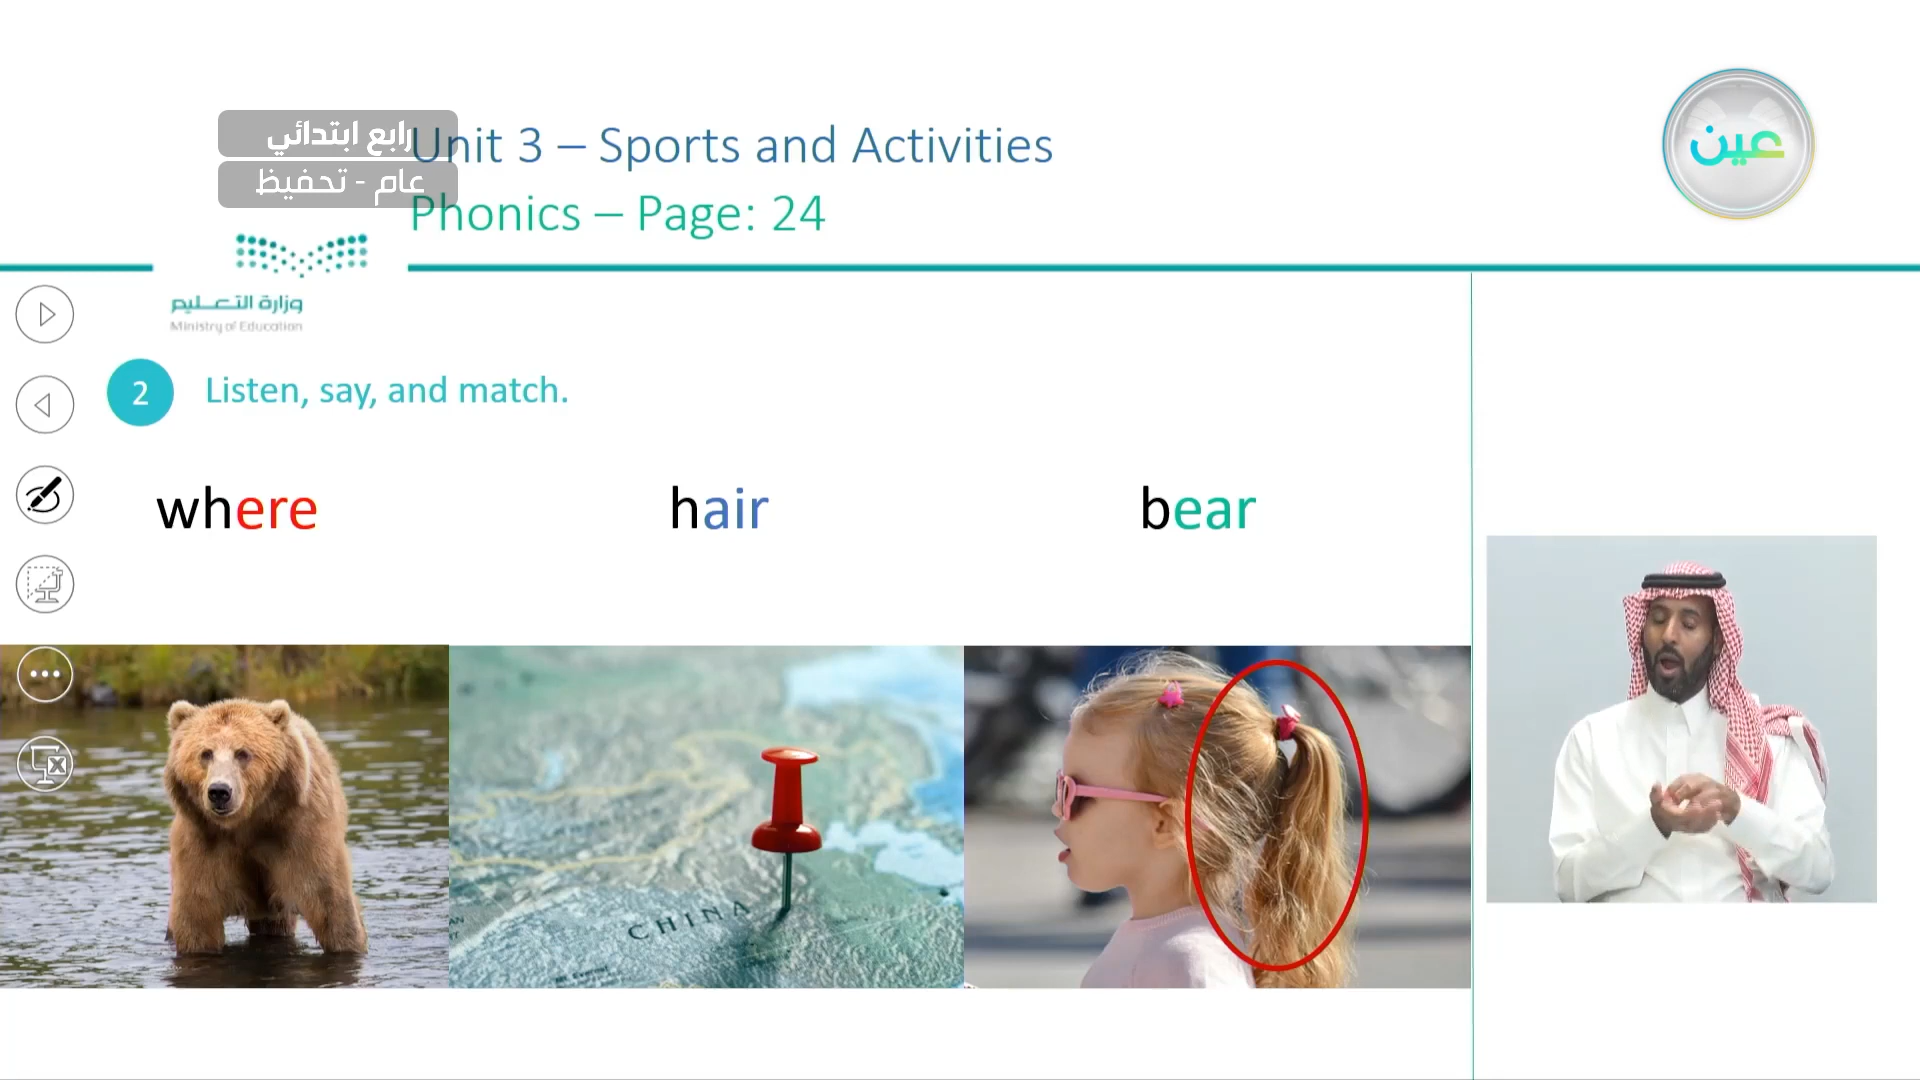 رابع ابتدائي
عام - تحفيظ
Unit 3 – Sports and Activities
Phonics – Page: 24
عين
وزارة التعليم
Ministry of Education
2 Listen, say, and match.
where hair bear
CHINA